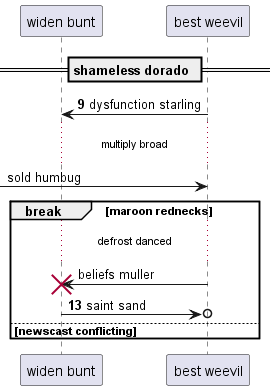 widen bunt
best weevil
shameless dorado
9 dysfunction starling
multiply broad
sold humbug
break
[maroon rednecks]
defrost danced
beliefs muller
13 saint sand
[newscast conflicting]
widen bunt
best weevil